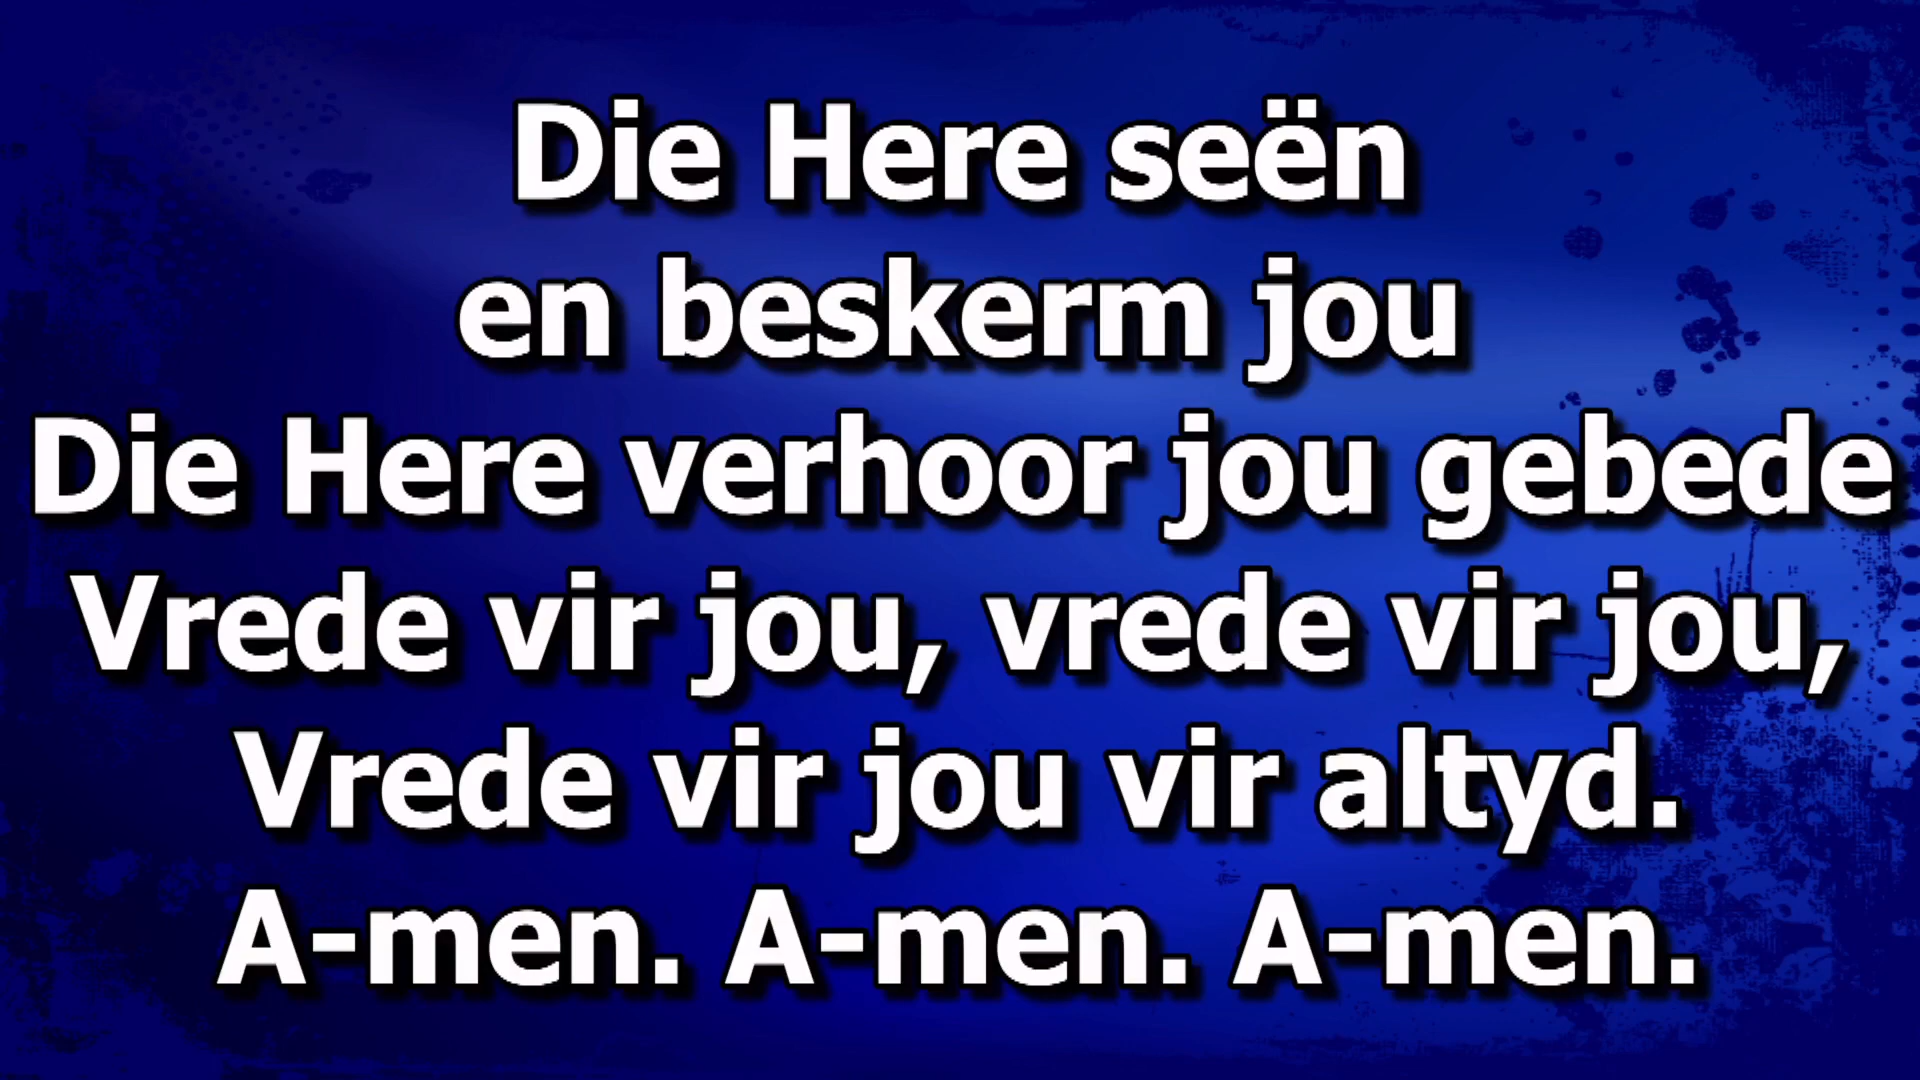 Die Here seën
en beskerm jou
Die Here verhoor jou gebede
Vrede vir jou, vrede vir jou,
Vrede vir jou vir altyd.
A-men. A-men. A-men.